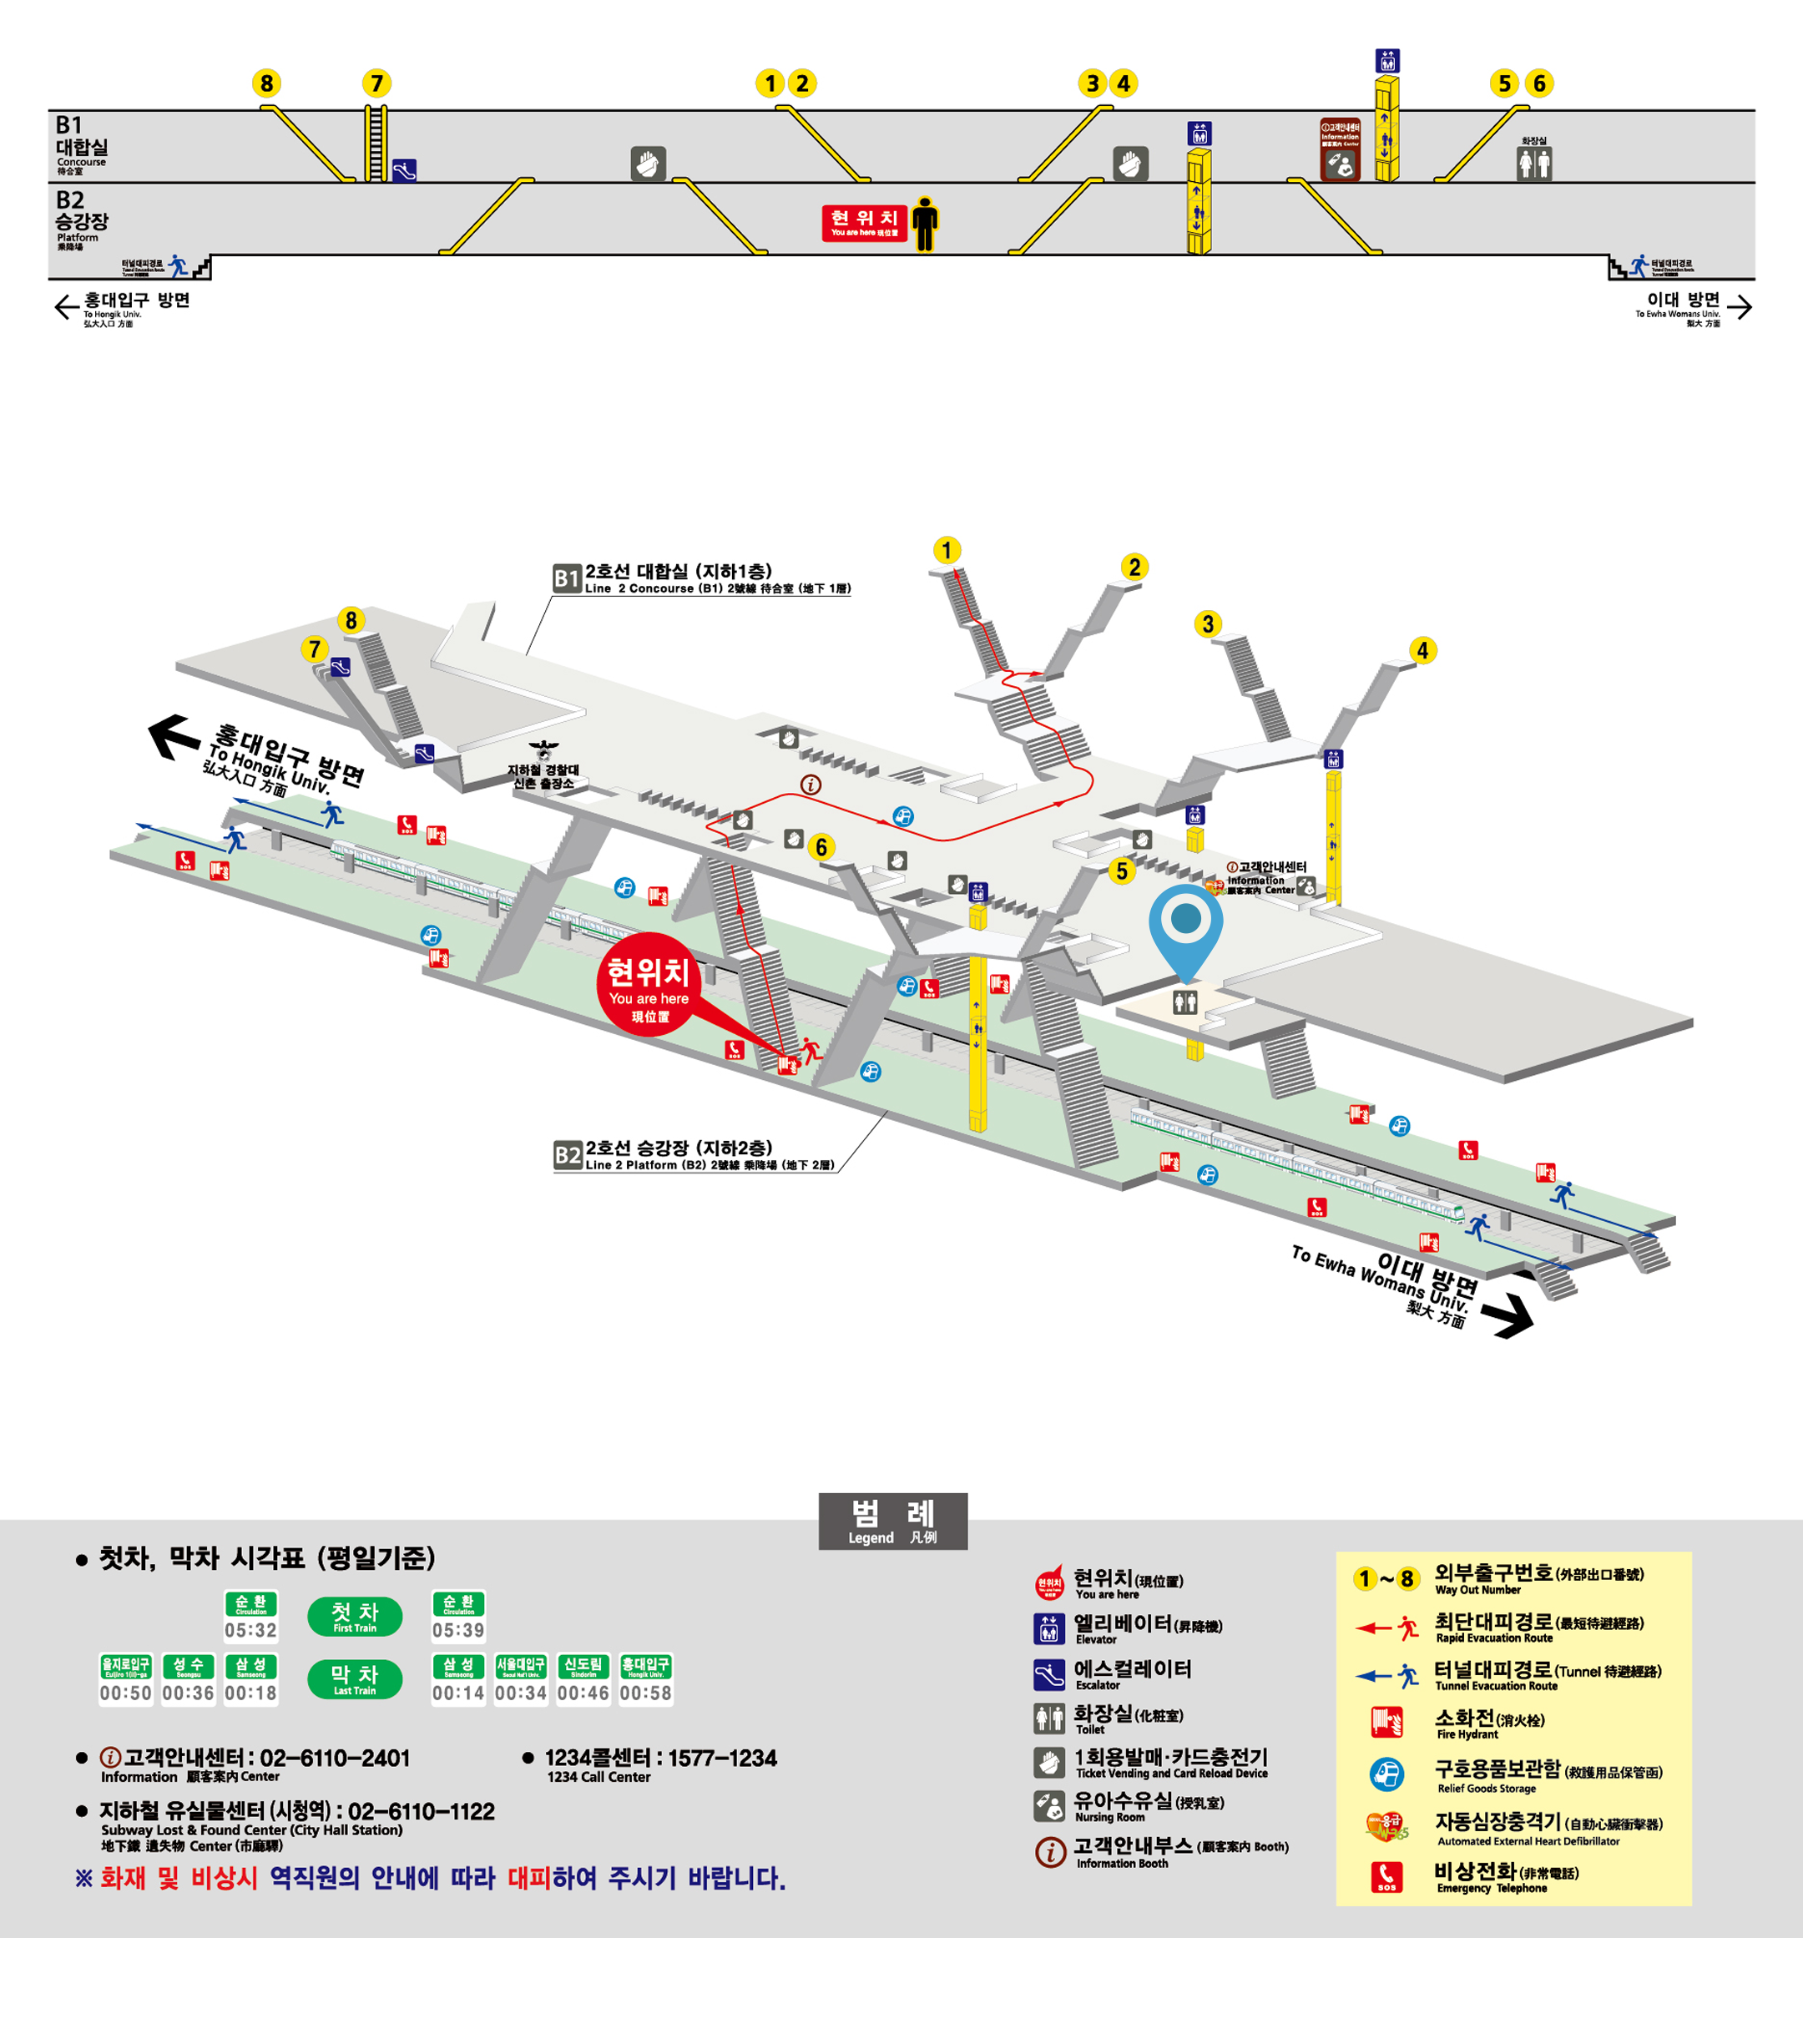 8
7
1 2
3 4
5 6
B1
대합실
Concourse
待合室
고객안내센터
Information
顧客案内 Center
화장실
B2
승강장
Platform
乘降場
현 위 치
You are here 現位置
터널대피경로
Tunnel Evacuation Route
터널대피경로
Tunnel Evacuation Route
홍대입구 방면
To Hongik Univ.
弘大入口 方面
이대 방면
To Ewha Womans Univ.
梨大 方面
1
2
B1 2호선 대합실 (지하1층)
Line 2 Concourse (B1) 2號線 待合室 (地下 1層)
8
3
7
4
홍대입구 방면
To Hongik Univ.
弘大入口 方面
지하철 경찰대
신촌 출장소
6
5
고객안내센터
Information
顧客案内 Center
현위치
You are here
現位置
B2 2호선 승강장 (지하2층)
Line 2 Platform (B2) 2號線 乘降場 (地下 2層)
이대 방면
To Ewha Womans Univ.
梨大 方面
범 례
Legend 凡例
● 첫차, 막차 시각표 (평일기준)
순 환
Circulation
05:32
첫 차
First Train
순 환
Circulation
05:39
을지로입구
Euljiro 1(il)-ga
00:50
성 수
Seongsu
00:36
삼 성
Samseong
00:18
막 차
Last Train
삼 성
Samseong
00:14
서울대입구
Seoul Nat'l Univ.
00:34
신도림
Sindorim
00:46
홍대입구
Hongik Univ.
00:58
● 고객안내센터 : 02-6110-2401
Information 顧客案内 Center
● 1234콜센터 : 1577-1234
1234 Call Center
● 지하철 유실물센터 (시청역) : 02-6110-1122
Subway Lost & Found Center (City Hall Station)
地下鐵 遺失物 Center (市廳驛)
※ 화재 및 비상시 역직원의 안내에 따라 대피하여 주시기 바랍니다.
현위치 (現位置)
You are here
엘리베이터 (昇降機)
Elevator
에스컬레이터
Escalator
화장실 (化粧室)
Toilet
1회용발매·카드충전기
Ticket Vending and Card Reload Device
유아수유실 (授乳室)
Nursing Room
고객안내부스 (顧客案内 Booth)
Information Booth
1 ~ 8 외부출구번호 (外部出口番號)
Way Out Number
최단대피경로 (最短待避經路)
Rapid Evacuation Route
터널대피경로 (Tunnel 待避經路)
Tunnel Evacuation Route
소화전 (消火栓)
Fire Hydrant
구호용품보관함 (救護用品保管函)
Relief Goods Storage
자동심장충격기 (自動心臟衝擊器)
Automated External Heart Defibrillator
비상전화 (非常電話)
Emergency Telephone
SOS